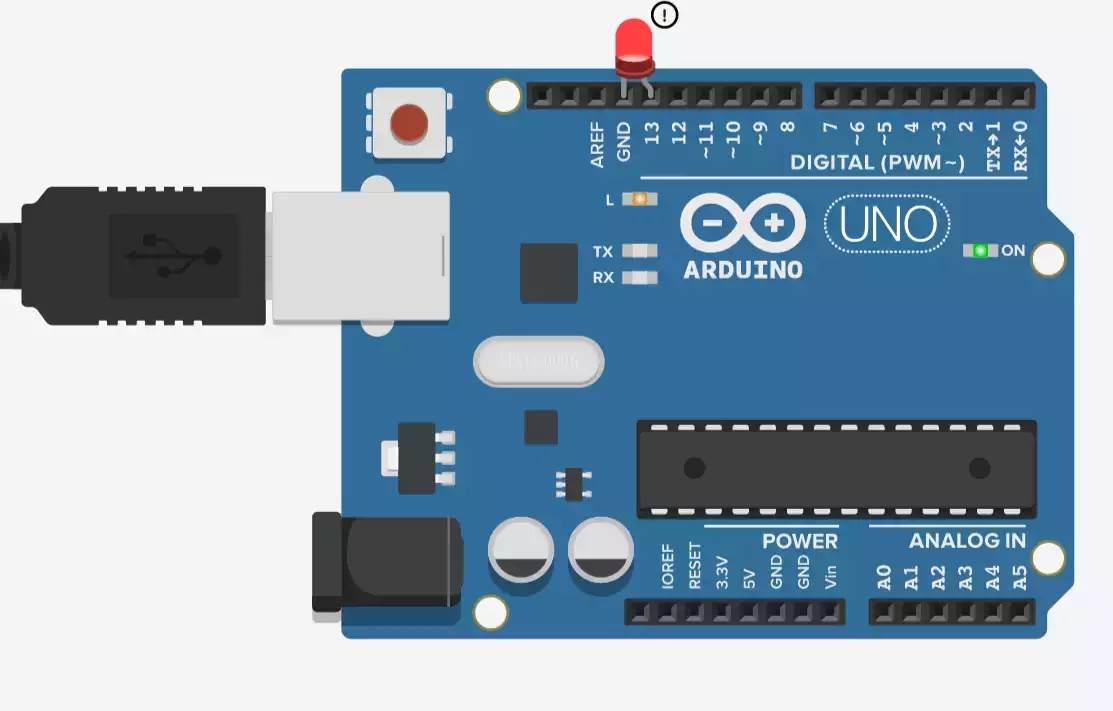 !
AREF
GND
13
12
~11
~10
~9
8
7
~6
~5
4
~3
2
TX→1
RX←0
DIGITAL (PWM~)
L
TX
RX
UNO
ON
ARDUINO
POWER
ANALOG IN
IOREF
RESET
3.3V
5V
GND
GND
Vin
A0
A1
A2
A3
A4
A5